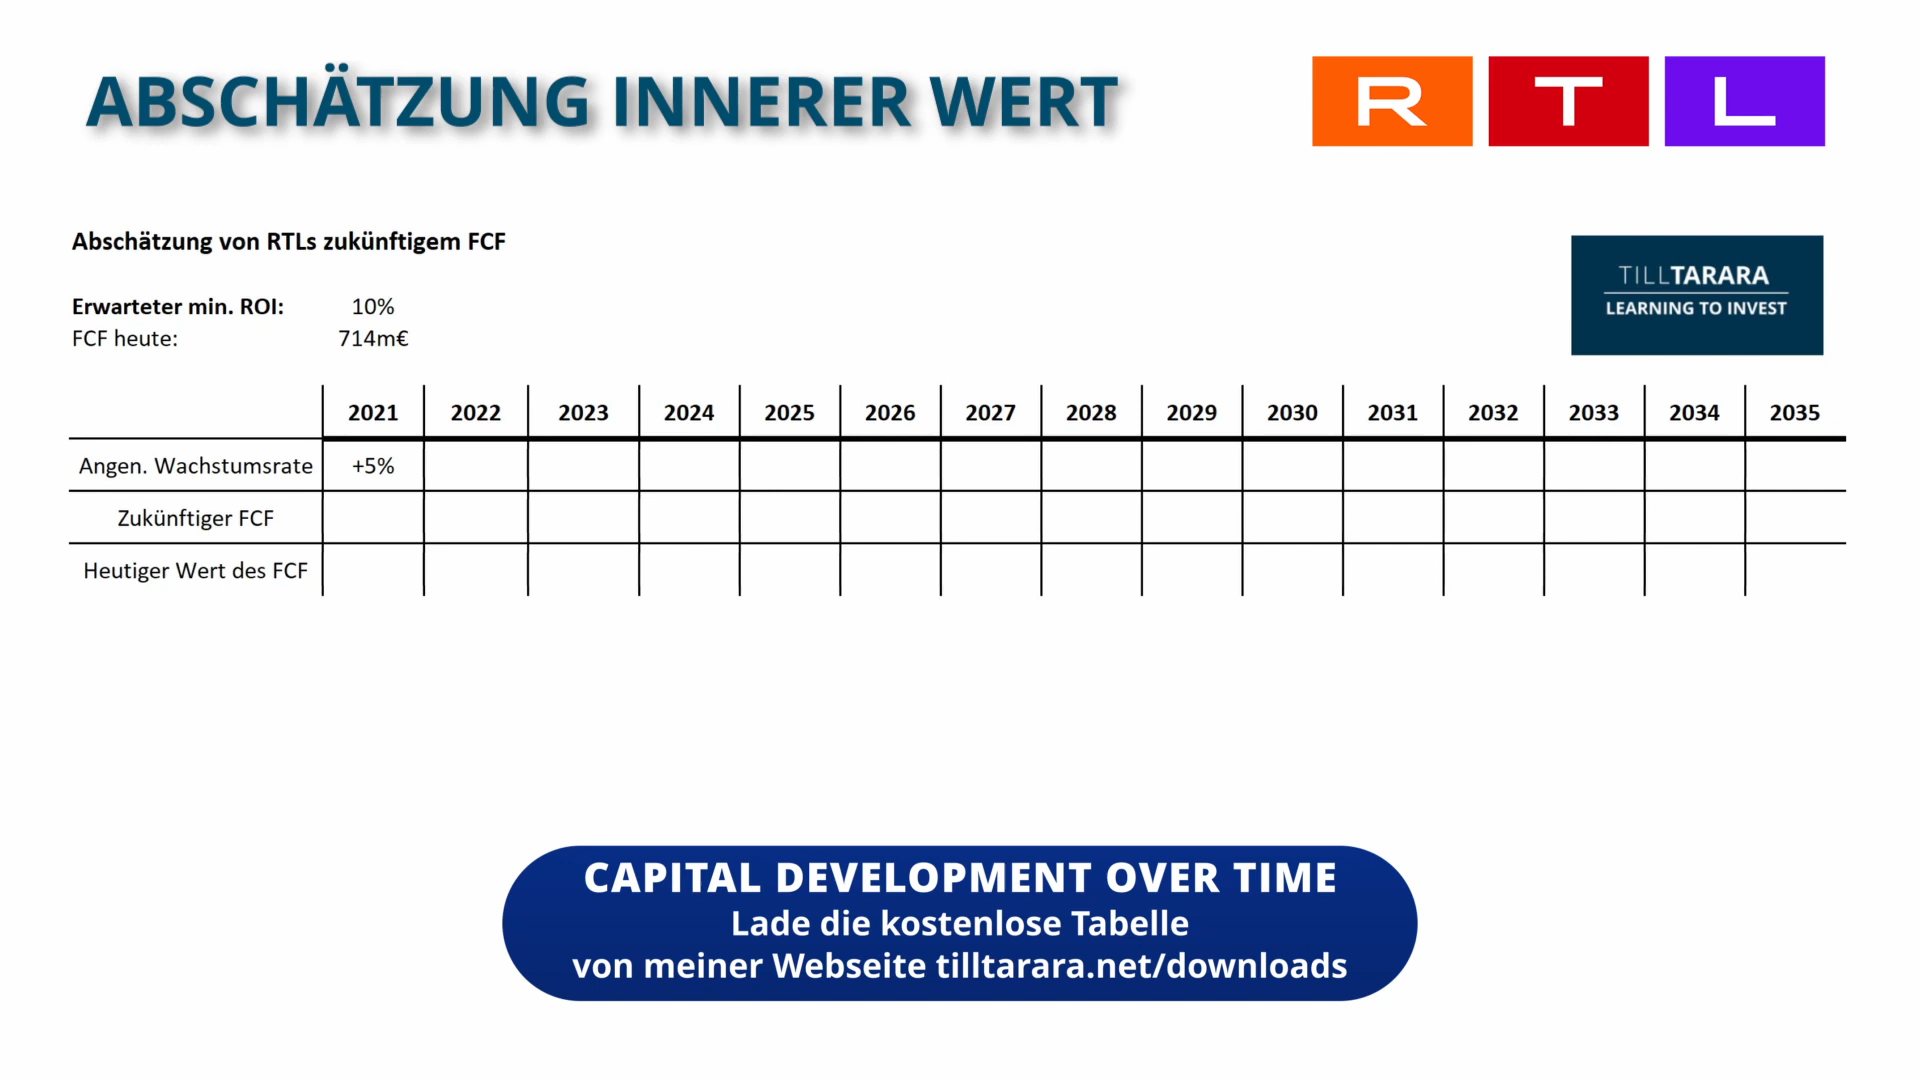 ABSCHÄTZUNG INNERER WERT
R T L
Abschätzung von RTLs zukünftigem FCF
TILLTARARA
LEARNING TO INVEST
Erwarteter min. ROI: 10%
FCF heute: 714m€
2021 2022 2023 2024 2025 2026 2027 2028 2029 2030 2031 2032 2033 2034 2035
Angen. Wachstumsrate +5%
Zukünftiger FCF
Heutiger Wert des FCF
CAPITAL DEVELOPMENT OVER TIME
Lade die kostenlose Tabelle
von meiner Webseite tilltarara.net/downloads